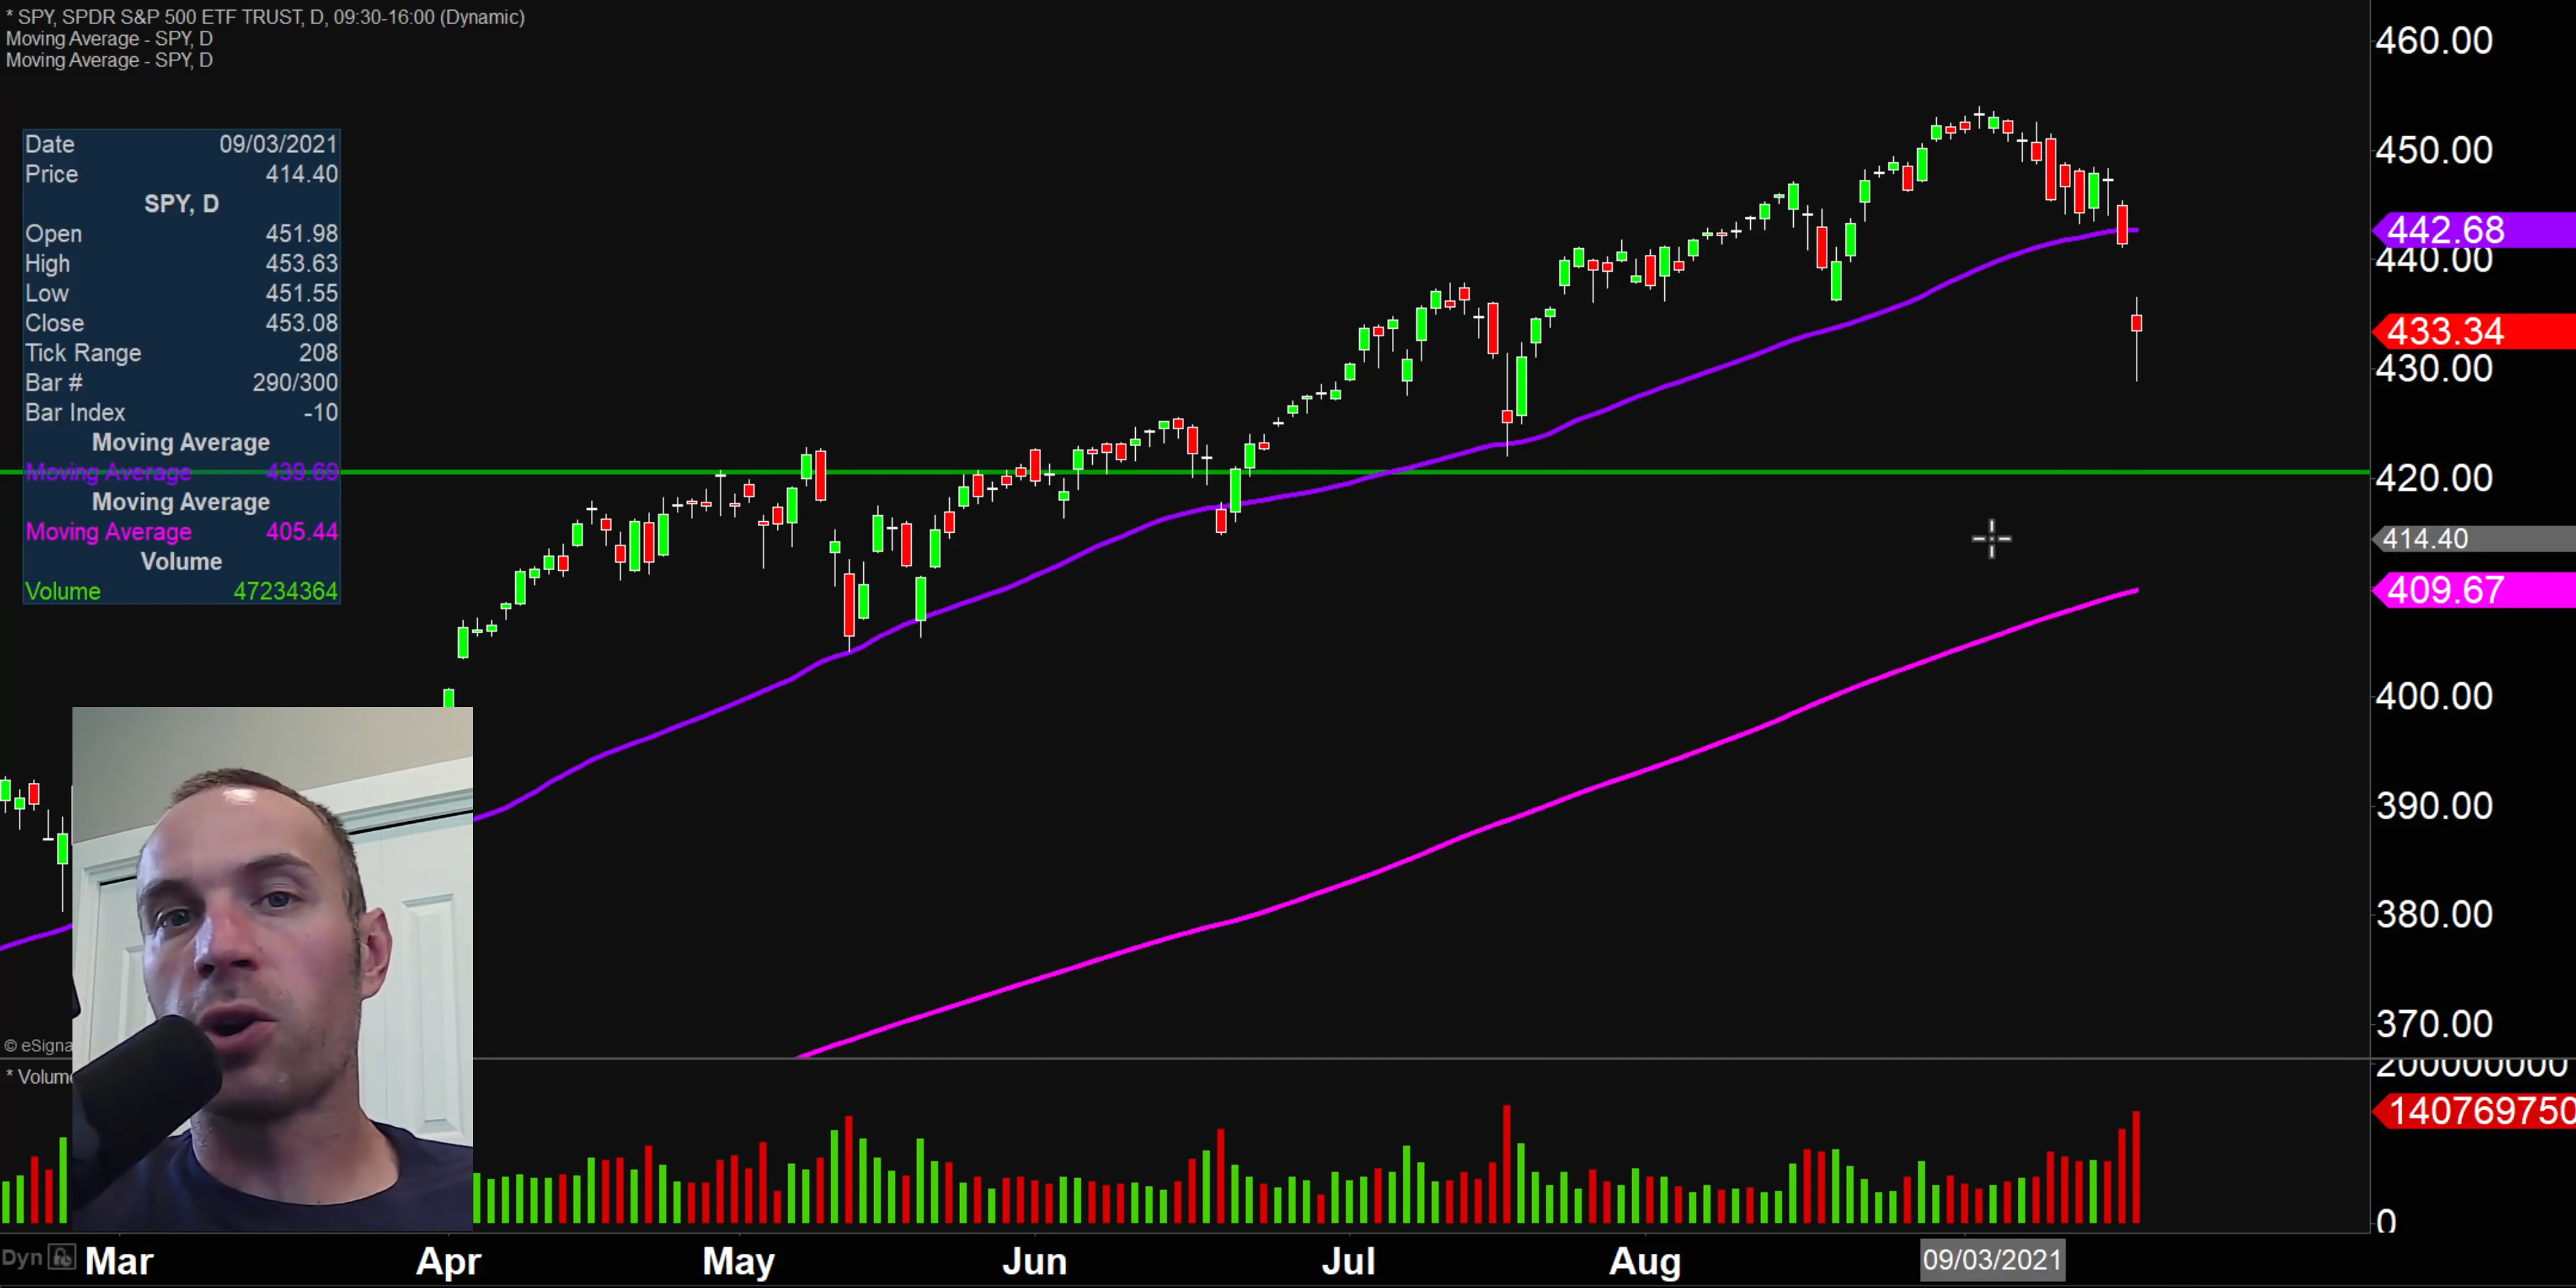 * SPY, SPDR S&P 500 ETF TRUST, D, 09:30-16:00 (Dynamic)
Moving Average - SPY, D
Moving Average - SPY, D
Date 09/03/2021
Price 414.40
SPY, D
Open 451.98
High 453.63
Low 451.55
Close 453.08
Tick Range 208
Bar # 290/300
Bar Index -10
Moving Average
Moving Average 439.69
Moving Average
Moving Average 405.44
Volume
Volume 47234364
460.00
450.00
442.68
440.00
433.34
430.00
420.00
414.40
409.67
400.00
390.00
380.00
370.00
© eSigna
* Volume
200000000
140769750
0
Dyn
Mar Apr May Jun Jul Aug 09/03/2021